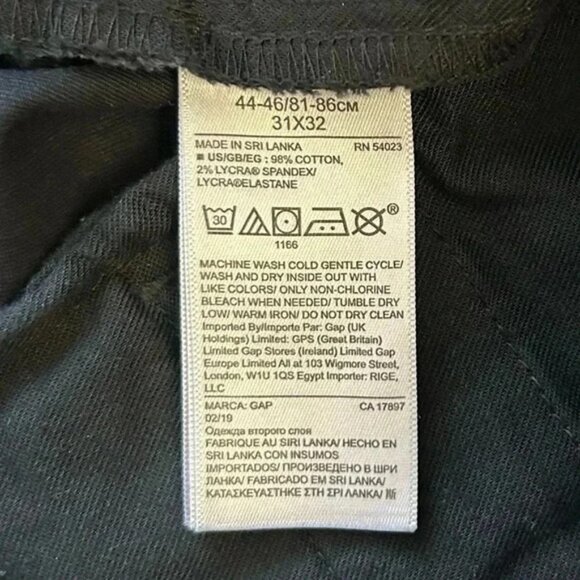 44-46/81-86CM
31X32
MADE IN SRI LANKA RN 54023
■ US/GB/EG : 98% COTTON,
2% LYCRA® SPANDEX/
LYCRA®ELASTANE
30
®
1166
MACHINE WASH COLD GENTLE CYCLE/
WASH AND DRY INSIDE OUT WITH
LIKE COLORS/ ONLY NON-CHLORINE
BLEACH WHEN NEEDED/ TUMBLE DRY
LOW/ WARM IRON/ DO NOT DRY CLEAN
Imported By/Importe Par: Gap (UK
Holdings) Limited: GPS (Great Britain)
Limited Gap Stores (Ireland) Limited Gap
Europe Limited All at 103 Wigmore Street,
London, W1U 1QS Egypt Importer: RIGE,
LLC
MARCA: GAP CA 17897
02/19
Одежда второго слоя
FABRIQUE AU SIRI LANKA/ HECHO EN
SRI LANKA CON INSUMOS
IMPORTADOS/ ПРОИЗВЕДЕНО В ШРИ
ЛАНКА/ FABRICADO EM SRI LANKA/
ΚΑΤΑΣΚΕΥΑΣΤΗΚΕ ΣΤΗ ΣΡΙ ΛΑΝΚΑ/